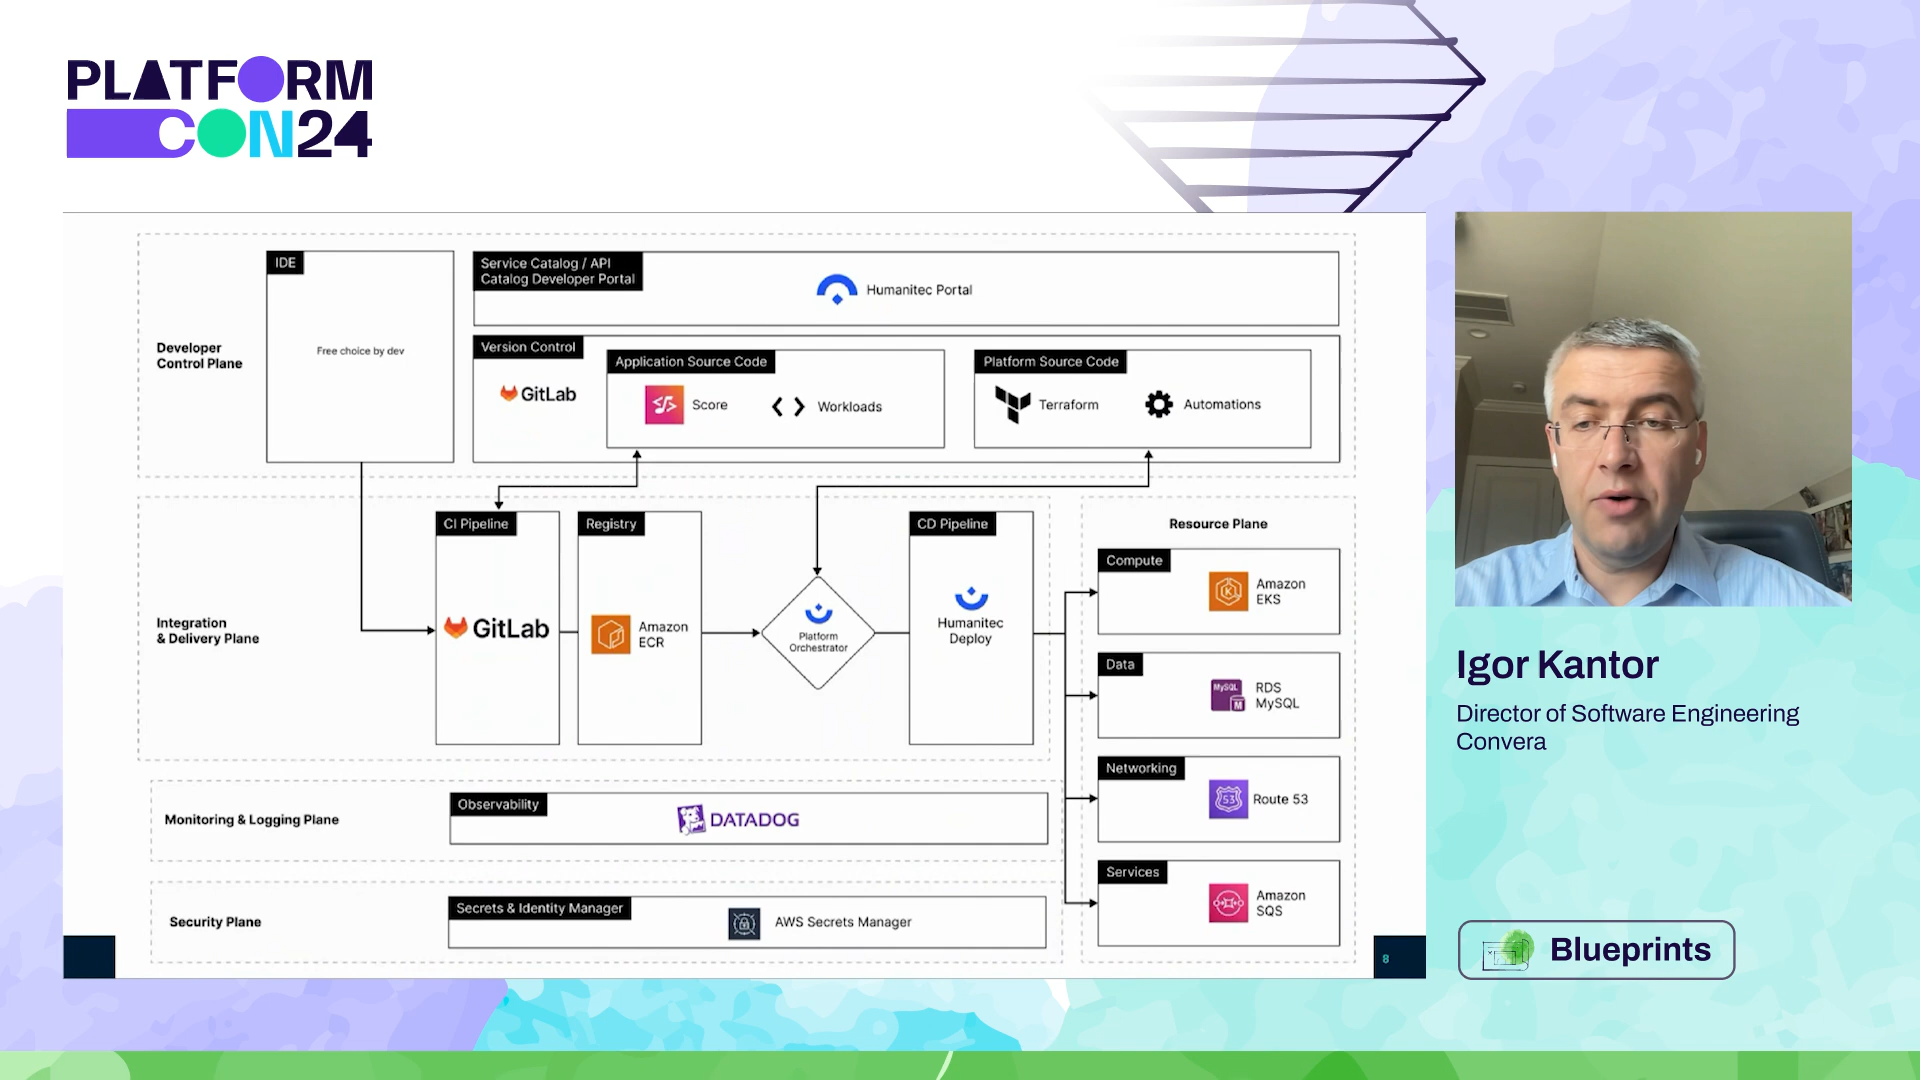 PLATFORM
CON24
IDE
Free choice by dev
Service Catalog / API
Catalog Developer Portal
Humanitec Portal
Developer
Control Plane
Version Control
GitLab
Application Source Code
Score
Workloads
Platform Source Code
Terraform
Automations
Integration
& Delivery Plane
CI Pipeline
GitLab
Registry
Amazon
ECR
Platform
Orchestrator
CD Pipeline
Humanitec
Deploy
Resource Plane
Compute
Amazon
EKS
Data
MySQL
RDS
MySQL
Networking
53
Route 53
Services
Amazon
SQS
Monitoring & Logging Plane
Observability
DATADOG
Security Plane
Secrets & Identity Manager
AWS Secrets Manager
8
Igor Kantor
Director of Software Engineering
Convera
Blueprints